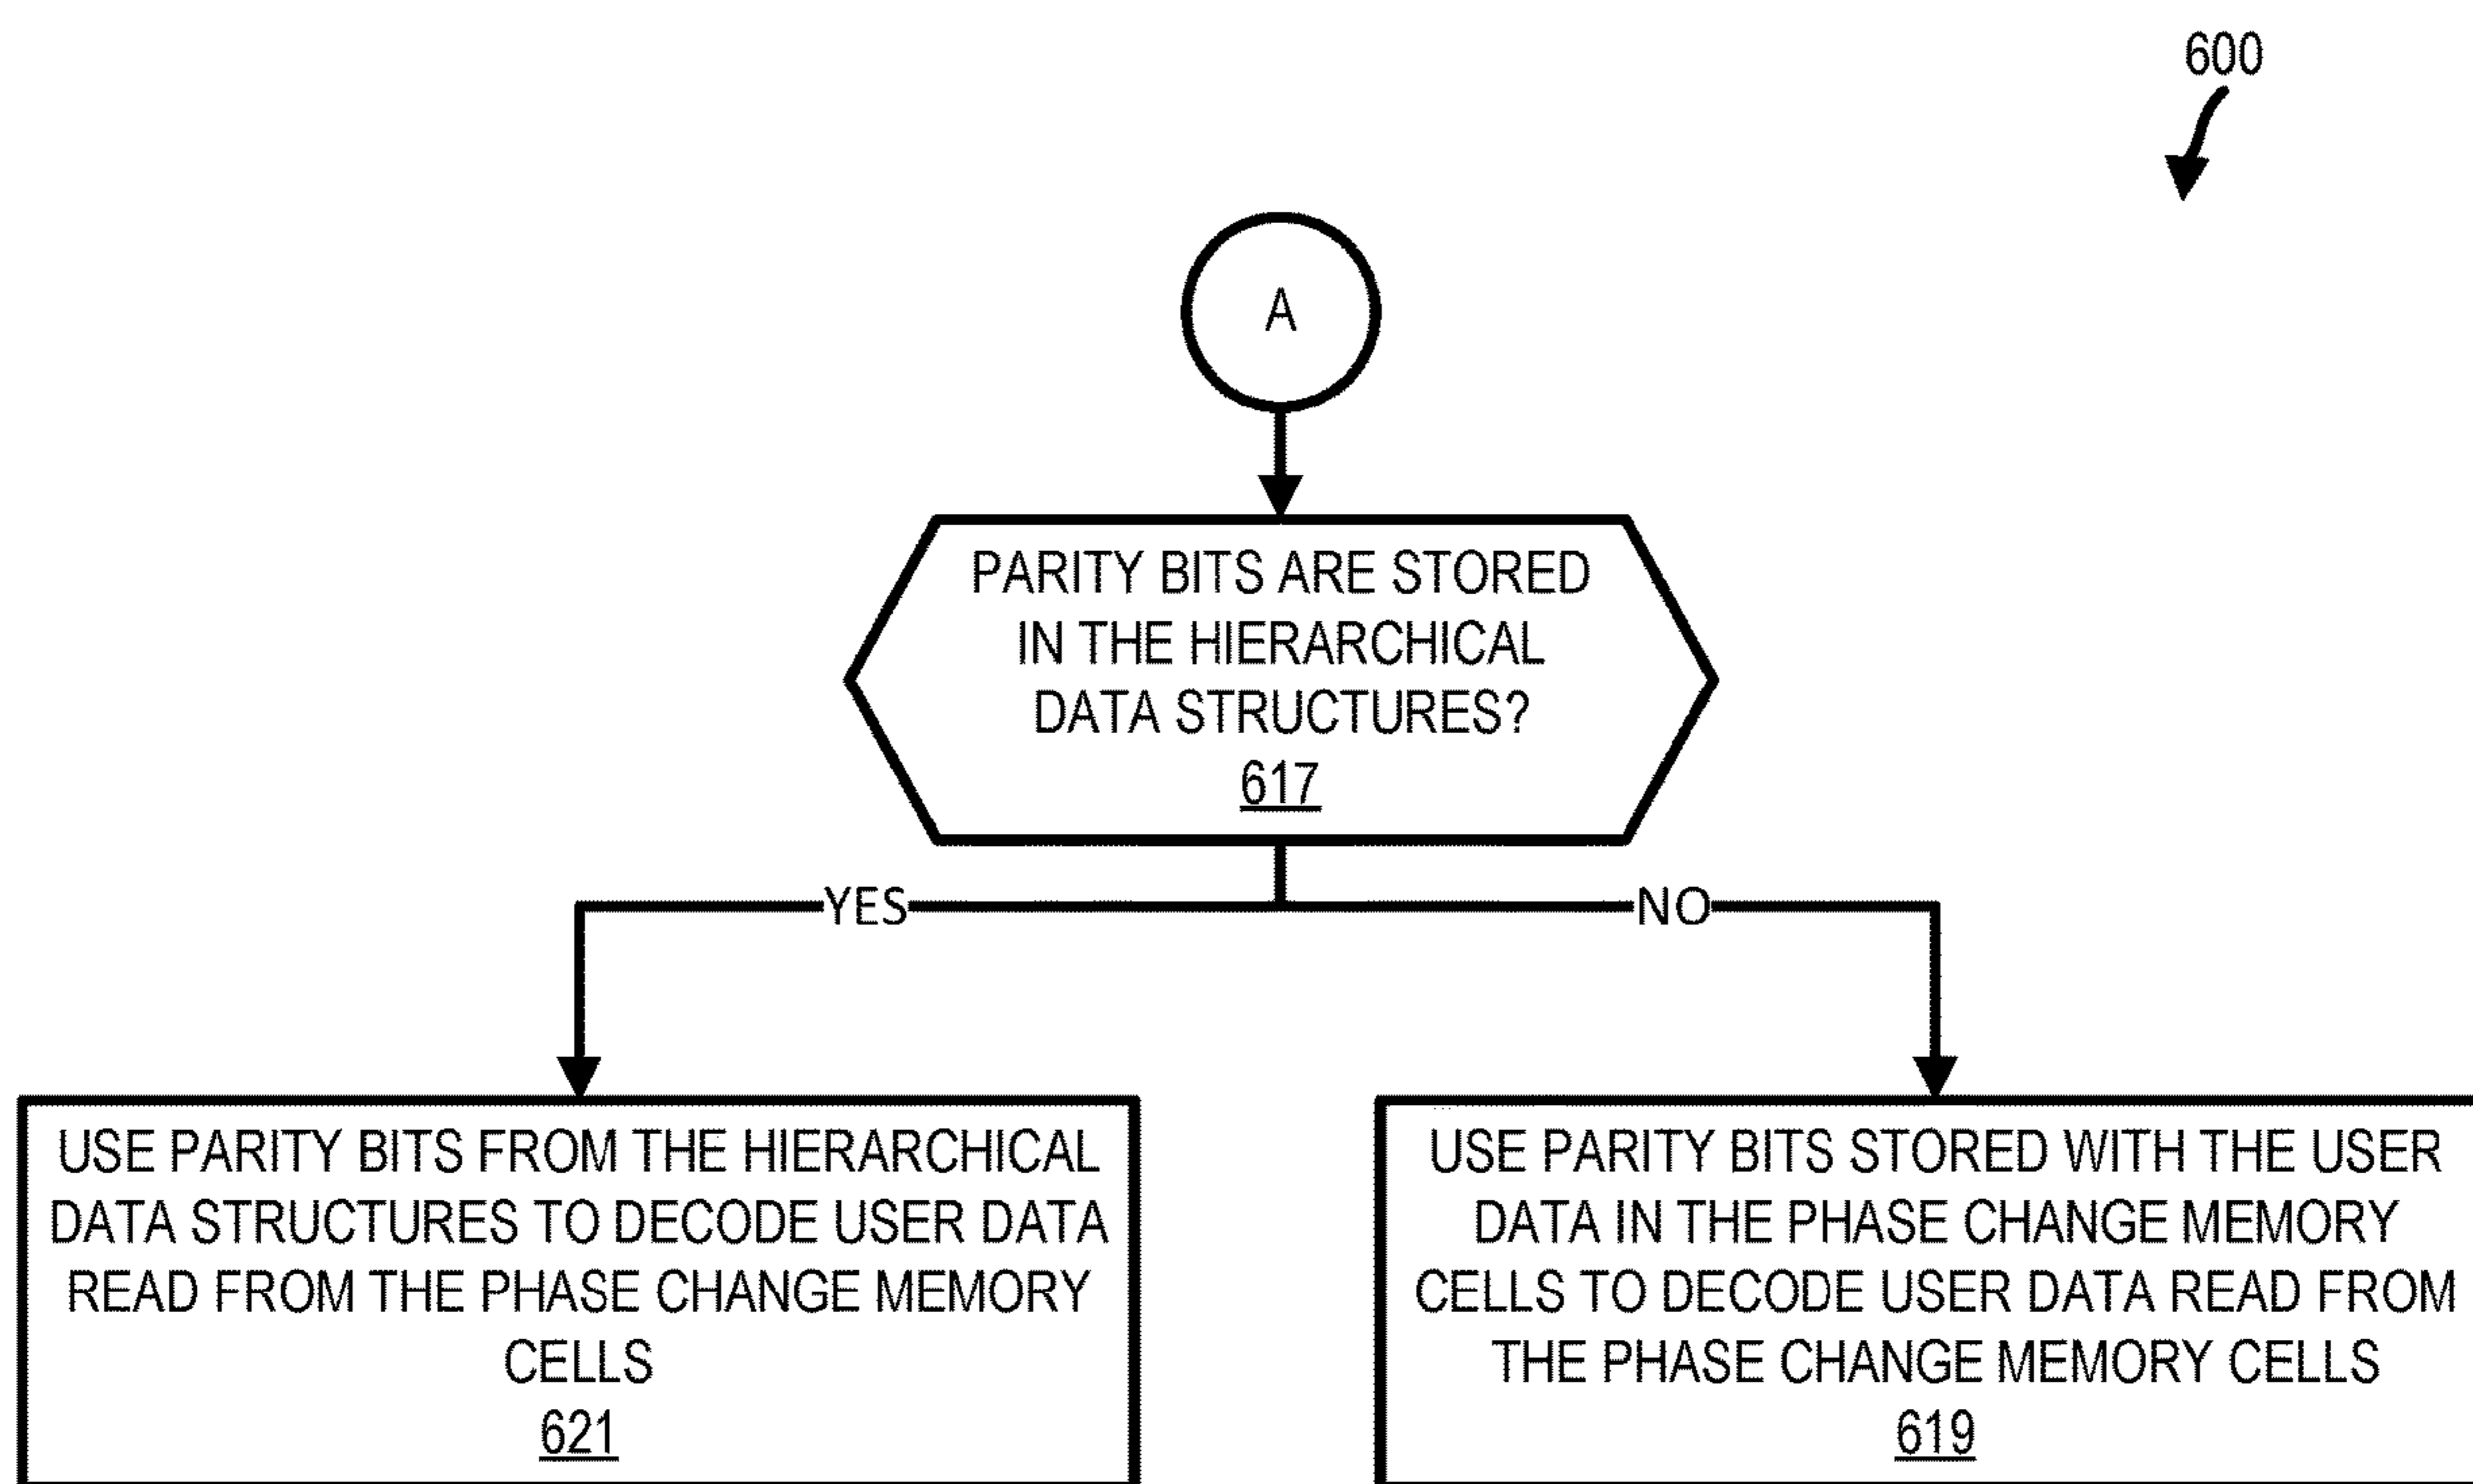 600
A
PARITY BITS ARE STORED
IN THE HIERARCHICAL
DATA STRUCTURES?
617
YES
NO
USE PARITY BITS FROM THE HIERARCHICAL
DATA STRUCTURES TO DECODE USER DATA
READ FROM THE PHASE CHANGE MEMORY
CELLS
621
USE PARITY BITS STORED WITH THE USER
DATA IN THE PHASE CHANGE MEMORY
CELLS TO DECODE USER DATA READ FROM
THE PHASE CHANGE MEMORY CELLS
619